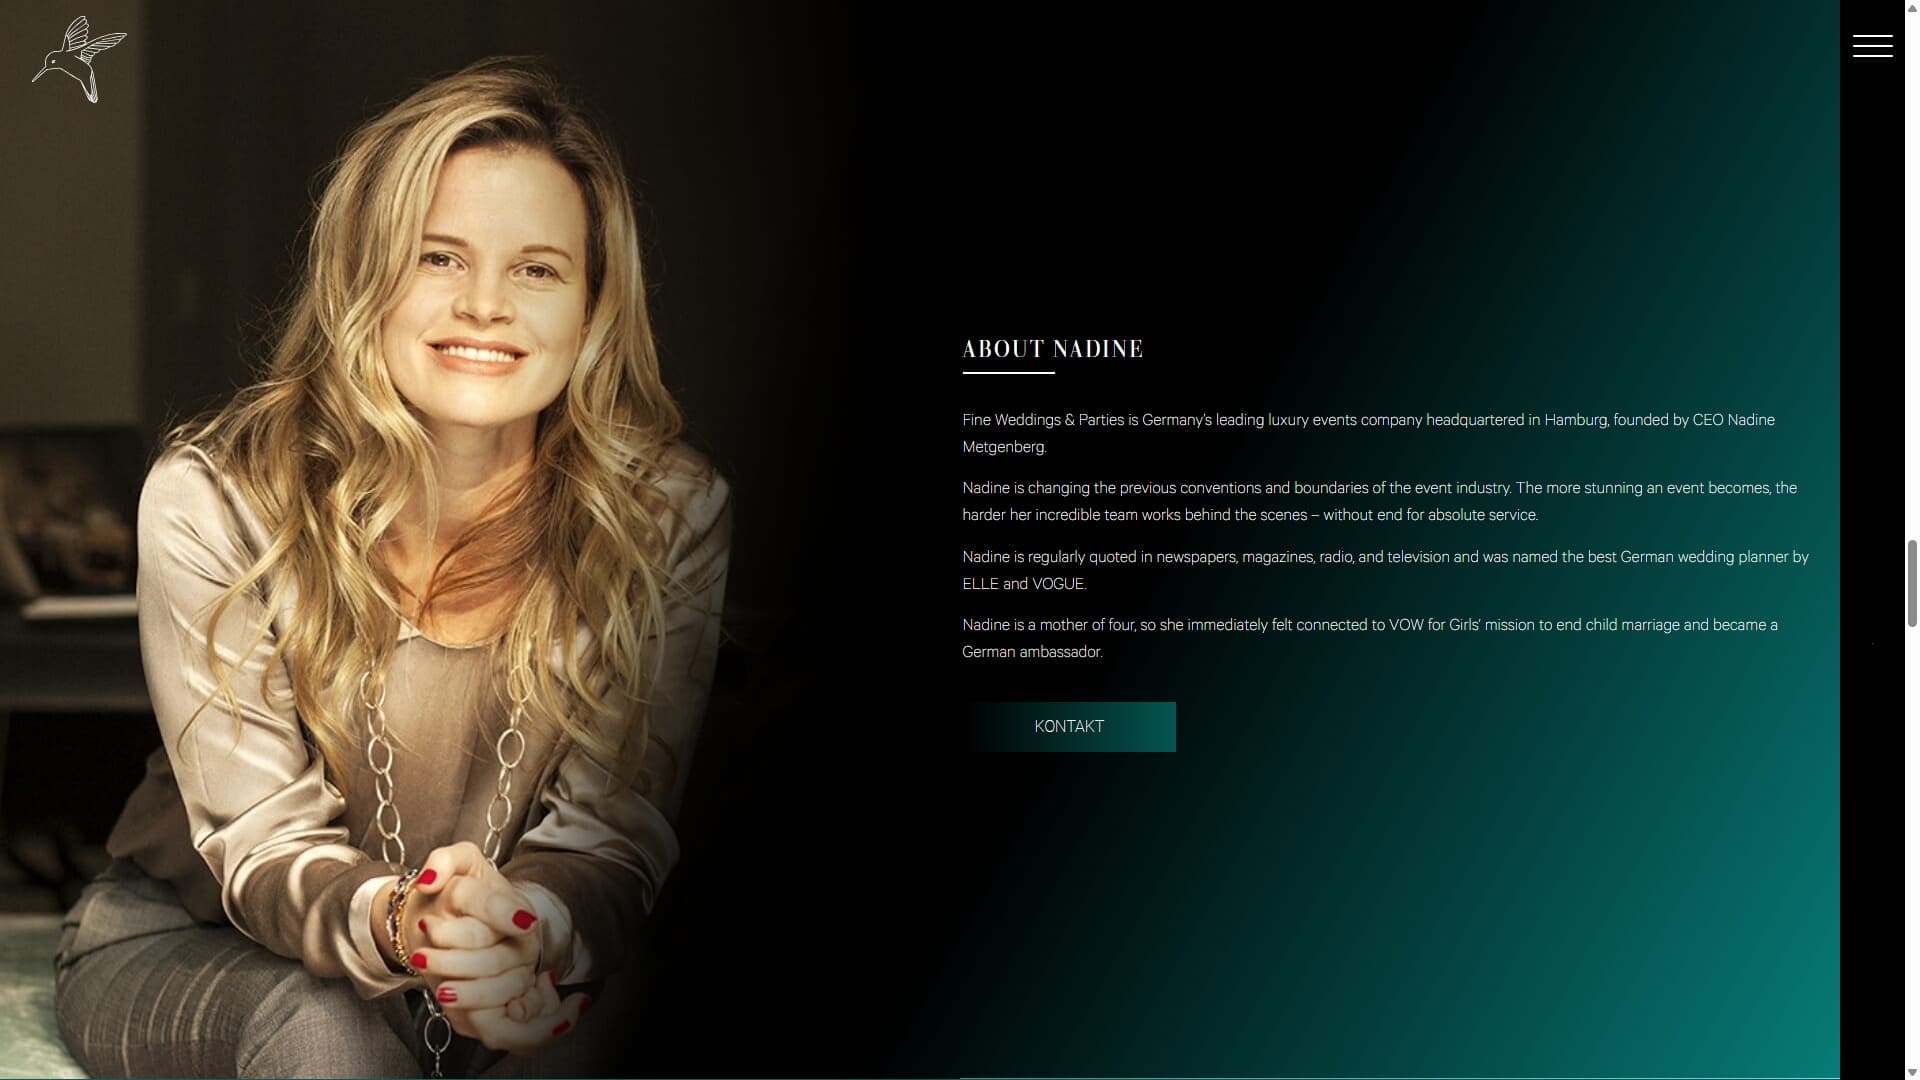 ABOUT NADINE
Fine Weddings & Parties is Germany's leading luxury events company headquartered in Hamburg, founded by CEO Nadine
Metgenberg.
Nadine is changing the previous conventions and boundaries of the event industry. The more stunning an event becomes, the
harder her incredible team works behind the scenes – without end for absolute service.
Nadine is regularly quoted in newspapers, magazines, radio, and television and was named the best German wedding planner by
ELLE and VOGUE.
Nadine is a mother of four, so she immediately felt connected to VOW for Girls' mission to end child marriage and became a
German ambassador.
KONTAKT